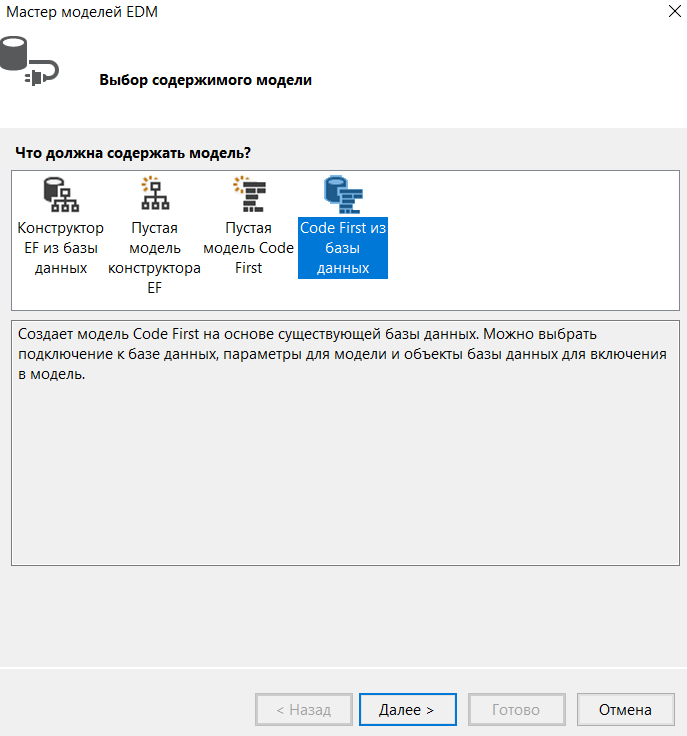 Мастер моделей EDM
Выбор содержимого модели
Что должна содержать модель?
Конструктор
EF из базы
данных
Пустая
модель
конструктора
EF
Пустая
модель Code
First
Code First из
базы
данных
Создает модель Code First на основе существующей базы данных. Можно выбрать
подключение к базе данных, параметры для модели и объекты базы данных для включения
в модель.
< Назад
Далее >
Готово
Отмена